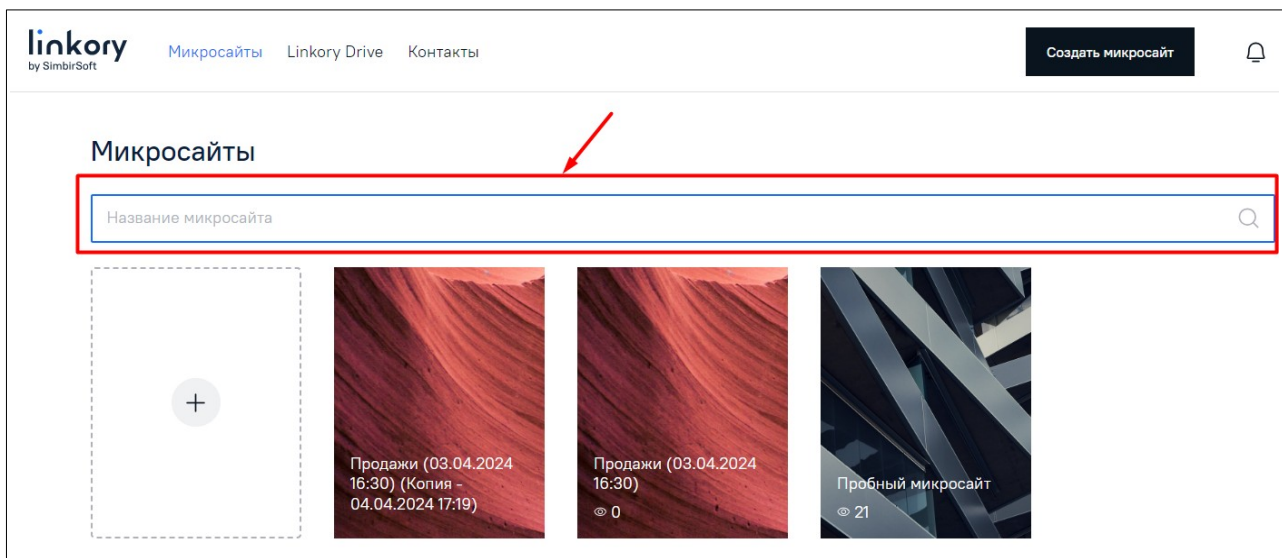 linkory
by SimbirSoft
Микросайты
Linkory Drive
Контакты
Создать микросайт
Микросайты
Название микросайта
Продажи (03.04.2024
16:30) (Копия -
04.04.2024 17:19)
Продажи (03.04.2024
16:30)
0
Пробный микросайт
21